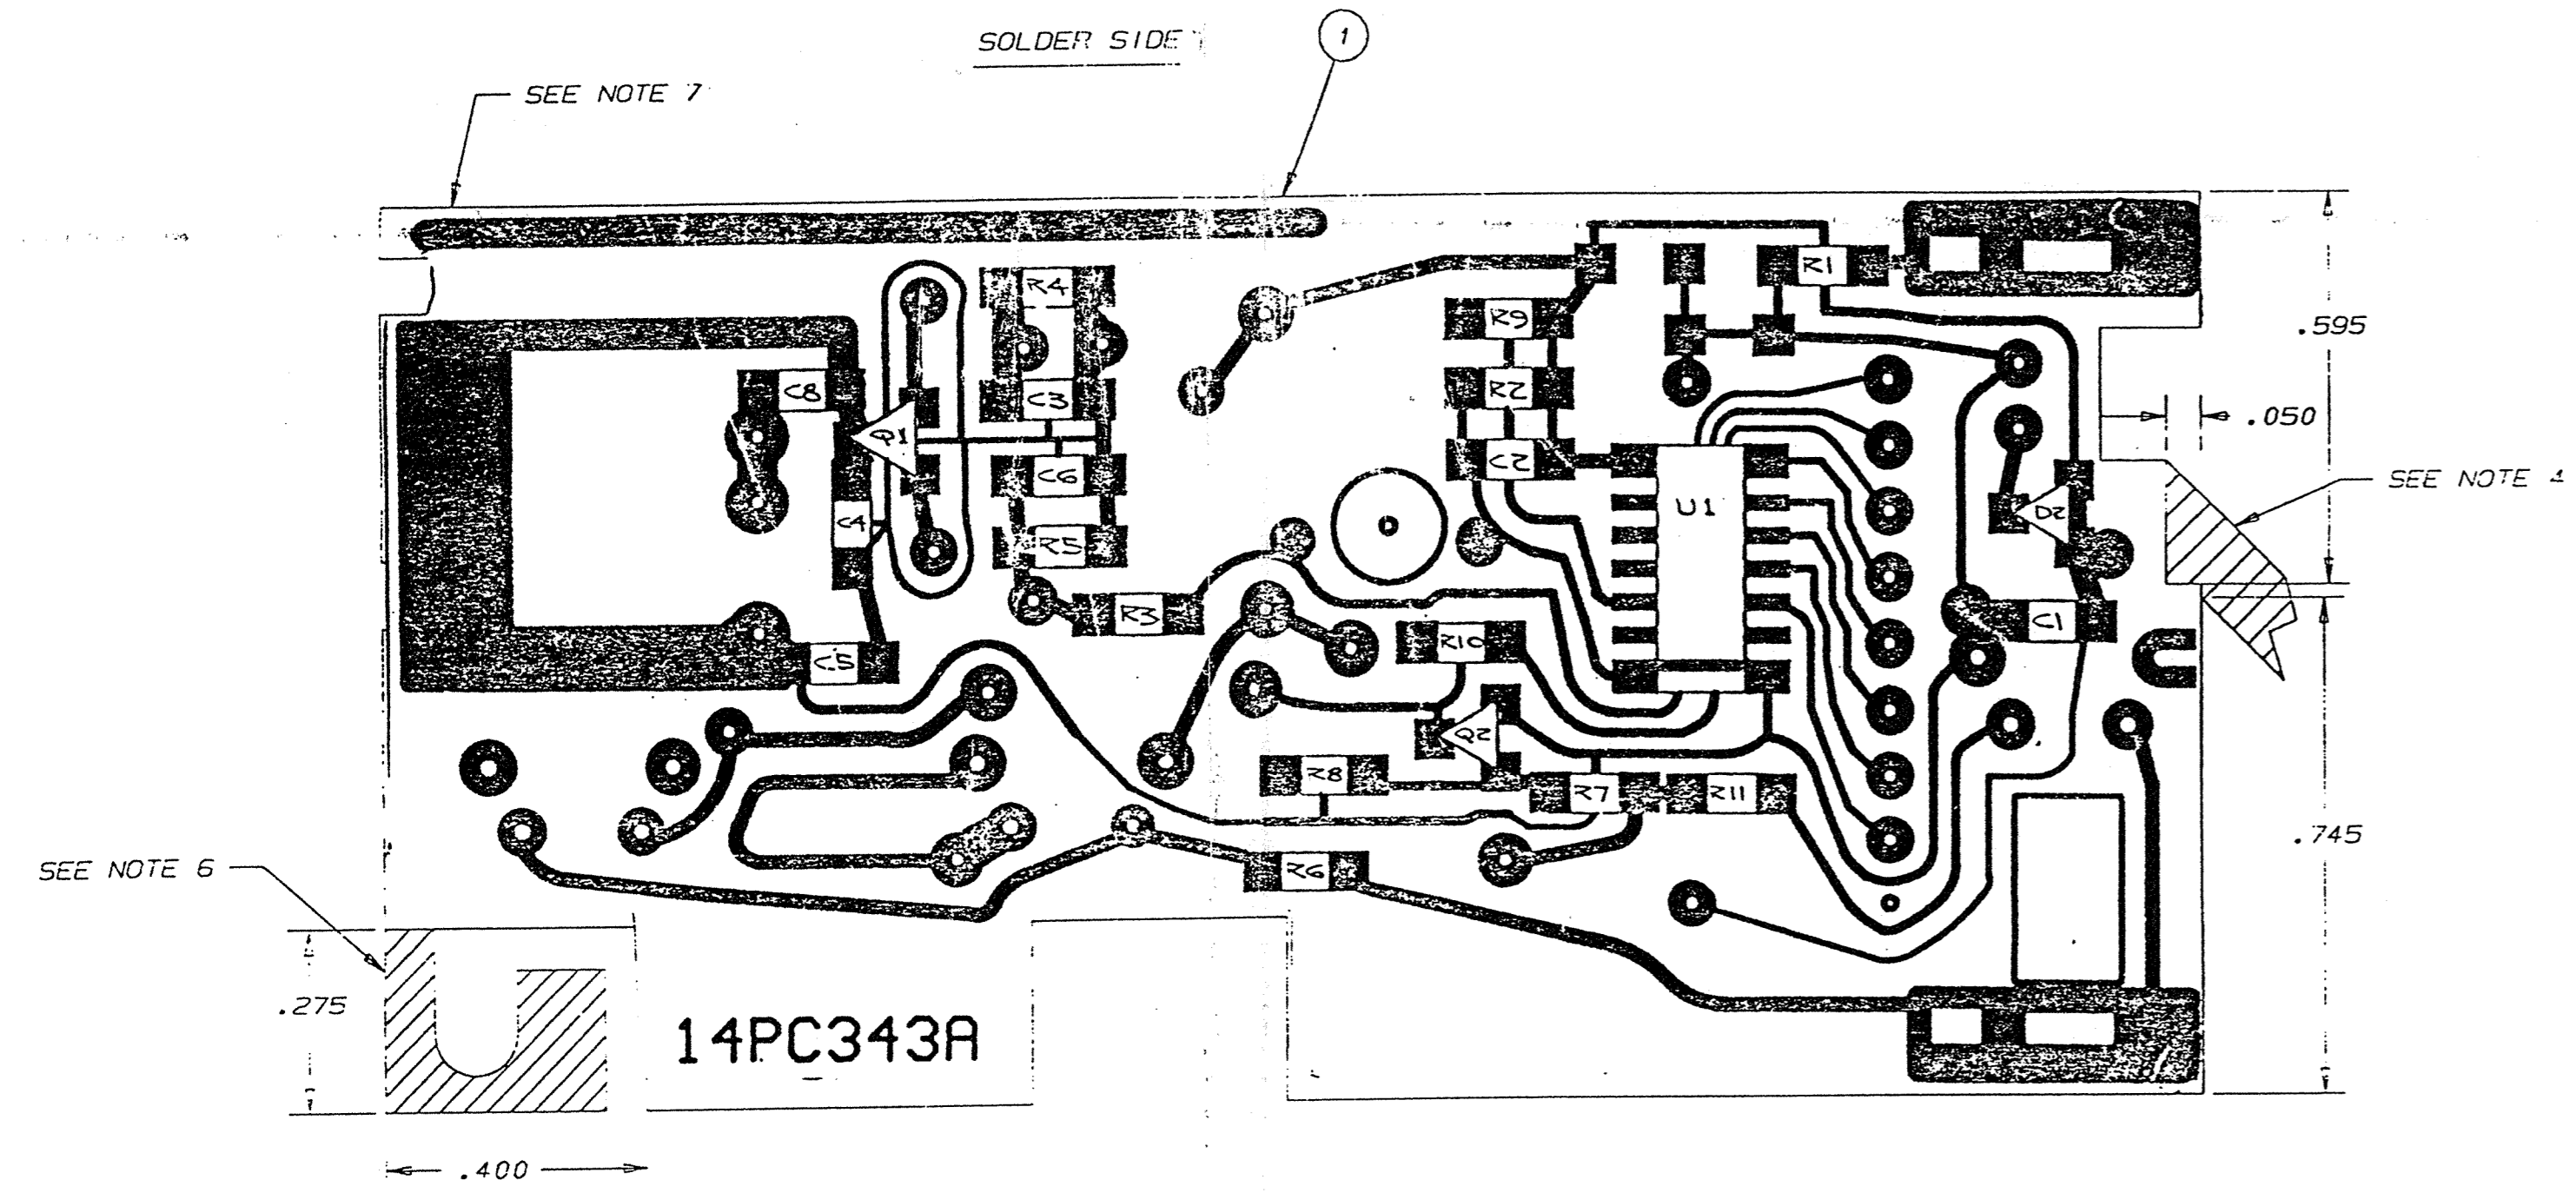 SOLDER SIDE
1
SEE NOTE 7
R1
R4
R9
.595
C8
R2
C3
.050
Q1
C2
C6
SEE NOTE 4
U1
D2
C4
R5
R3
C1
R10
C5
Q2
R8
R7
R11
.745
SEE NOTE 6
R6
.275
14PC343A
.400